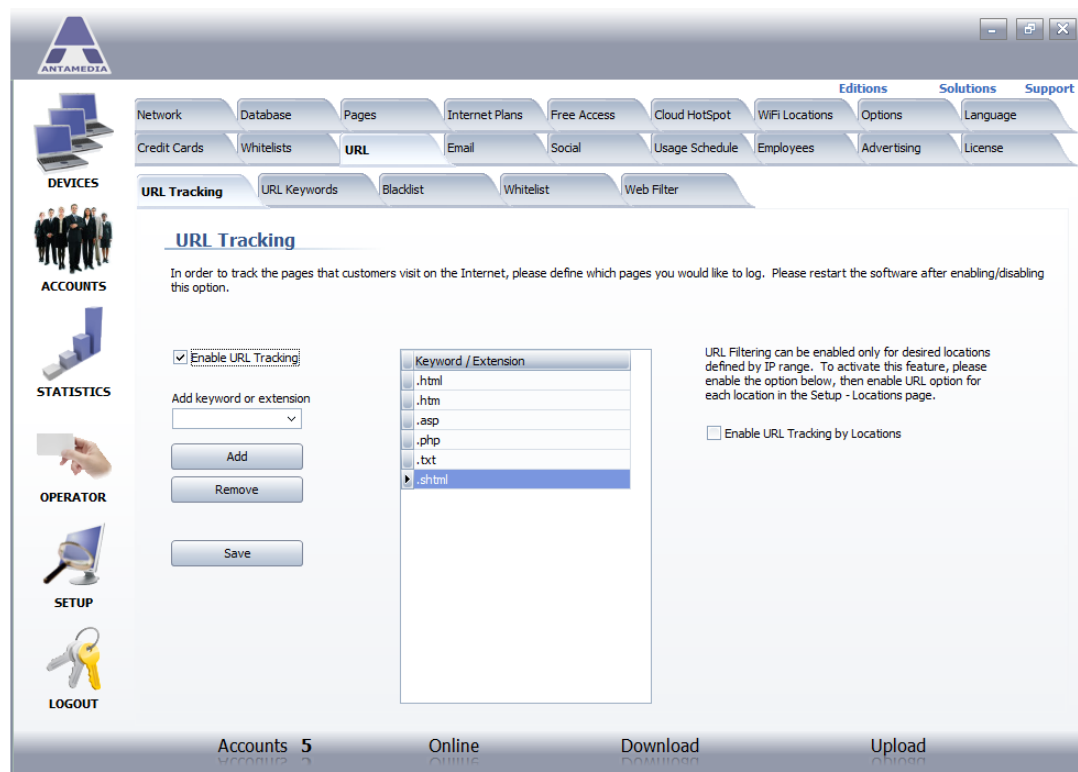 ANTAMEDIA
Editions Solutions Support
Network Database Pages Internet Plans Free Access Cloud HotSpot WiFi Locations Options Language
Credit Cards Whitelists URL Email Social Usage Schedule Employees Advertising License
URL Tracking URL Keywords Blacklist Whitelist Web Filter
DEVICES
ACCOUNTS
STATISTICS
OPERATOR
SETUP
LOGOUT
URL Tracking
In order to track the pages that customers visit on the Internet, please define which pages you would like to log. Please restart the software after enabling/disabling
this option.
Enable URL Tracking
Add keyword or extension
Add
Remove
Save
Keyword / Extension
.html
.htm
.asp
.php
.txt
.shtml
URL Filtering can be enabled only for desired locations
defined by IP range. To activate this feature, please
enable the option below, then enable URL option for
each location in the Setup - Locations page.
Enable URL Tracking by Locations
Accounts 5 Online Download Upload